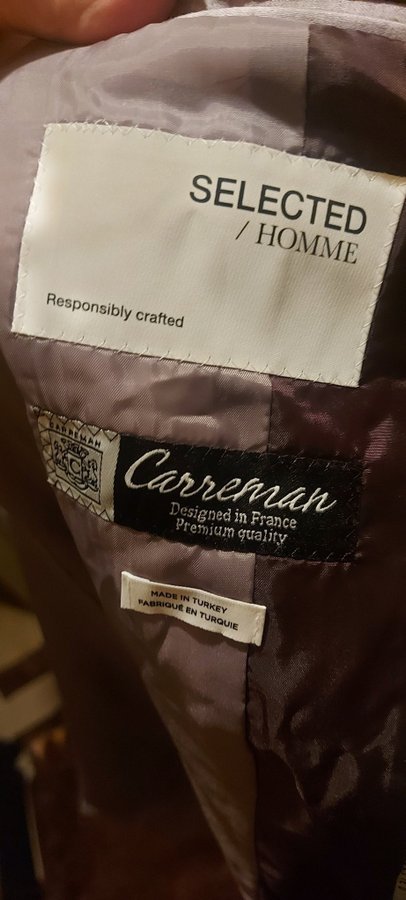 SELECTED
/ HOMME
Responsibly crafted
CARREMAN
Carreman
Designed in France
Premium quality
MADE IN TURKEY
FABRIQUÉ EN TURQUIE